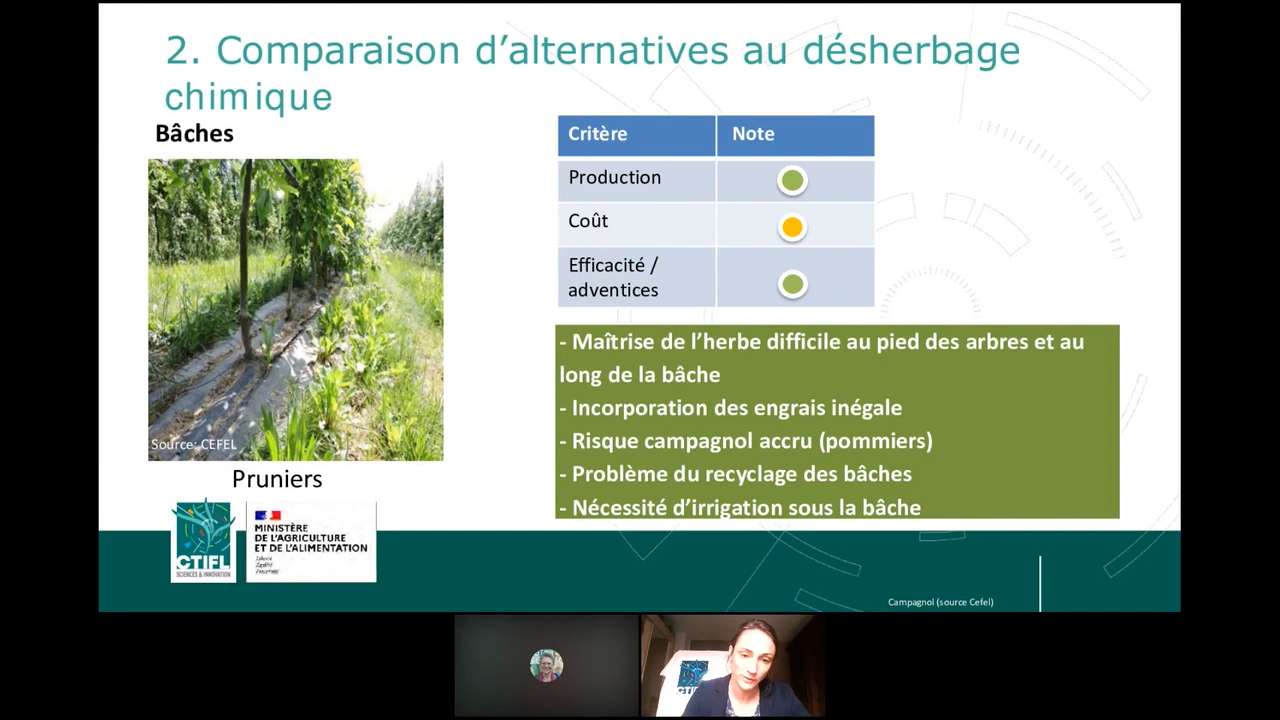 2. Comparaison d’alternatives au désherbage
chimique
Bâches
Critère Note
Production
Coût
Efficacité /
adventices
- Maîtrise de l’herbe difficile au pied des arbres et au
long de la bâche
- Incorporation des engrais inégale
- Risque campagnol accru (pommiers)
- Problème du recyclage des bâches
- Nécessité d’irrigation sous la bâche
Source: CEFEL
Pruniers
CTIFL
SCIENCES & INNOVATION
MINISTÈRE
DE L’AGRICULTURE
ET DE L’ALIMENTATION
Liberté
Égalité
Fraternité
Campagnol (source Cefel)